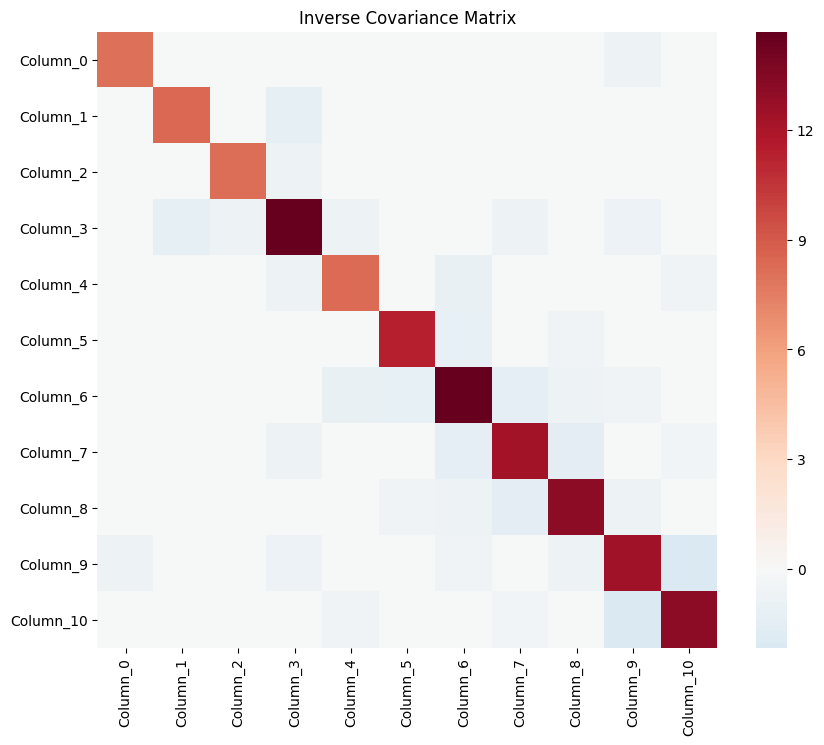 Inverse Covariance Matrix
Column_0
Column_1
Column_2
Column_3
Column_4
Column_5
Column_6
Column_7
Column_8
Column_9
Column_10
Column_0
Column_1
Column_2
Column_3
Column_4
Column_5
Column_6
Column_7
Column_8
Column_9
Column_10
12
9
6
3
0